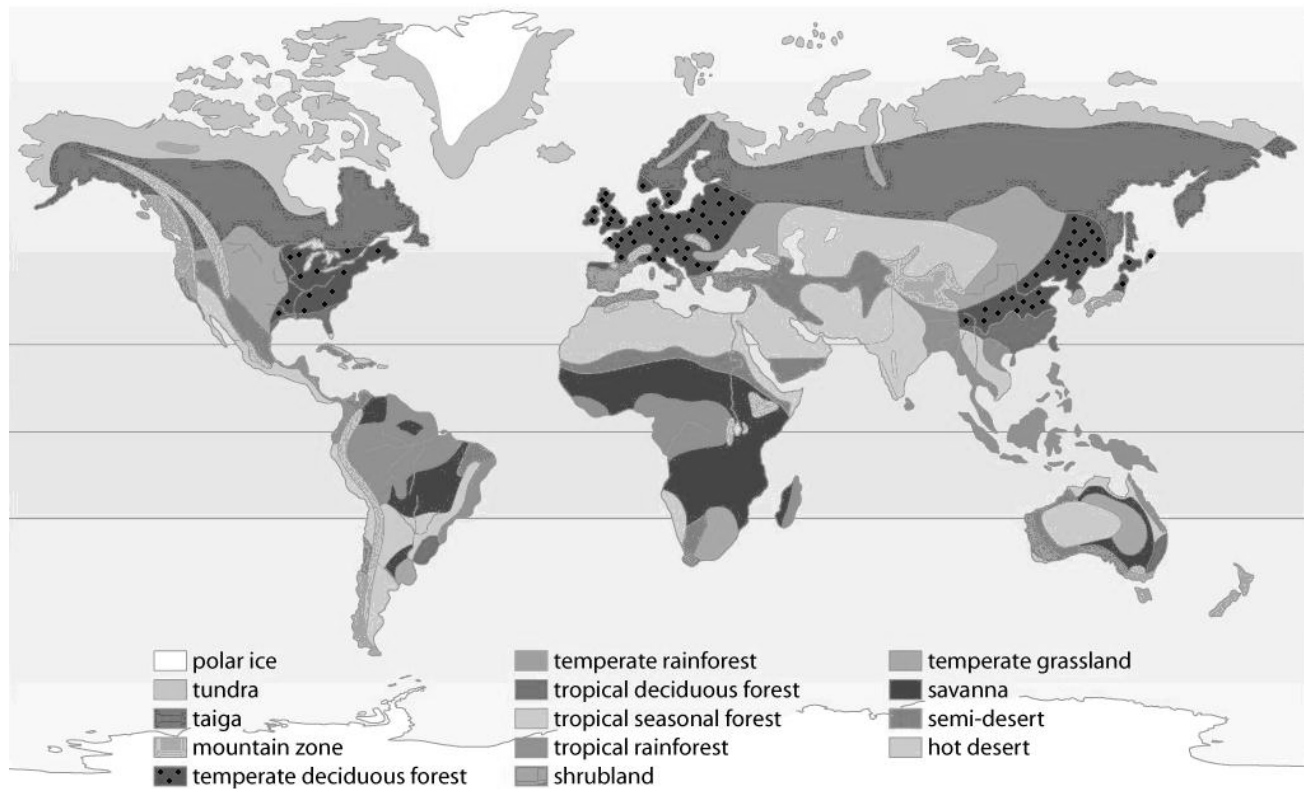 polar ice
tundra
taiga
mountain zone
temperate deciduous forest
temperate rainforest
tropical deciduous forest
tropical seasonal forest
tropical rainforest
shrubland
temperate grassland
savanna
semi-desert
hot desert